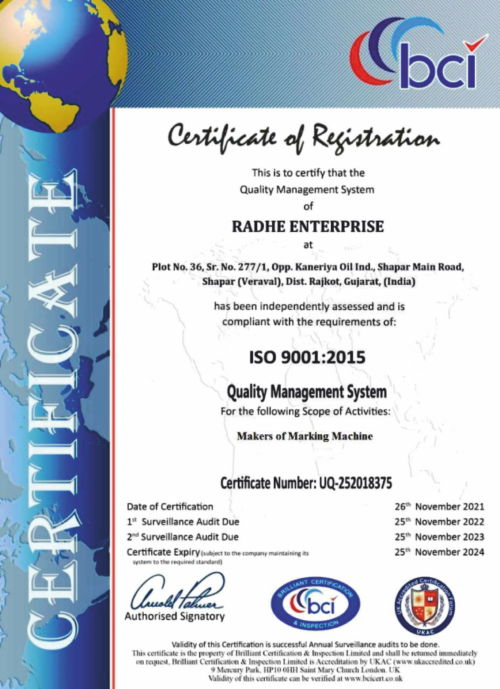 bci
CERTIFICATE
Certificate of Registration
This is to certify that the
Quality Management System
of
RADHE ENTERPRISE
at
Plot No. 36, Sr. No. 277/1, Opp. Kaneriya Oil Ind., Shapar Main Road,
Shapar (Veraval), Dist. Rajkot, Gujarat, (India)
has been independently assessed and is
compliant with the requirements of:
ISO 9001:2015
Quality Management System
For the following Scope of Activities:
Makers of Marking Machine
Certificate Number: UQ-252018375
Date of Certification 26th November 2021
1st Surveillance Audit Due 25th November 2022
2nd Surveillance Audit Due 25th November 2023
Certificate Expiry (subject to the company maintaining its 25th November 2024
system to the required standard)
Arnold Palmer
Authorised Signatory
BRILLIANT CERTIFICATION
bci
& INSPECTION
UKAC
Validity of this Certification is successful Annual Surveillance audits to be done.
This certificate is the property of Brilliant Certification & Inspection Limited and shall be returned immediately
on request, Brilliant Certification & Inspection Limited is Accreditation by UKAC (www.ukaccredited.co.uk)
9 Mercury Park, HP10 0HH Saint Mary Church London. UK
Validity of this certificate can be verified at www.bcicert.co.uk